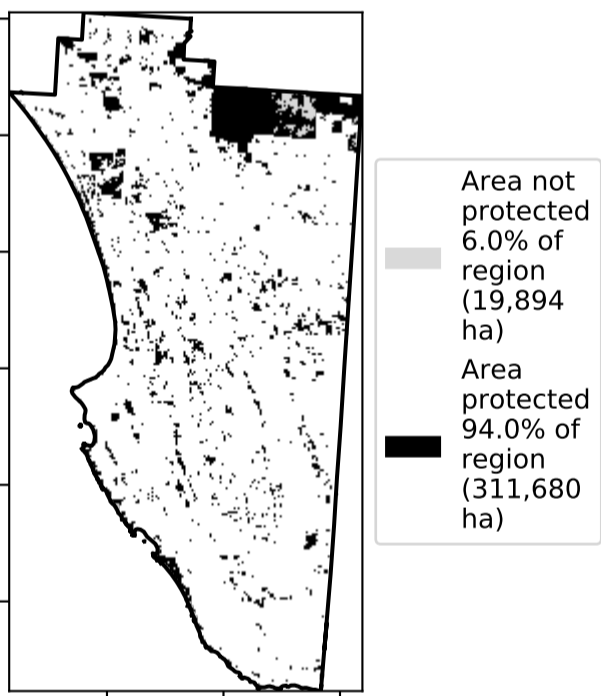 Area not
protected
6.0% of
region
(19,894
ha)
Area
protected
94.0% of
region
(311,680
ha)